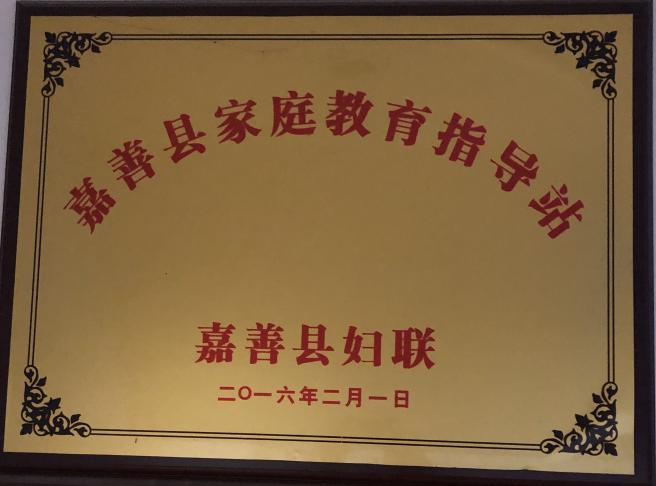 嘉善县家庭教育指导站
嘉善县妇联
二〇一六年二月一日